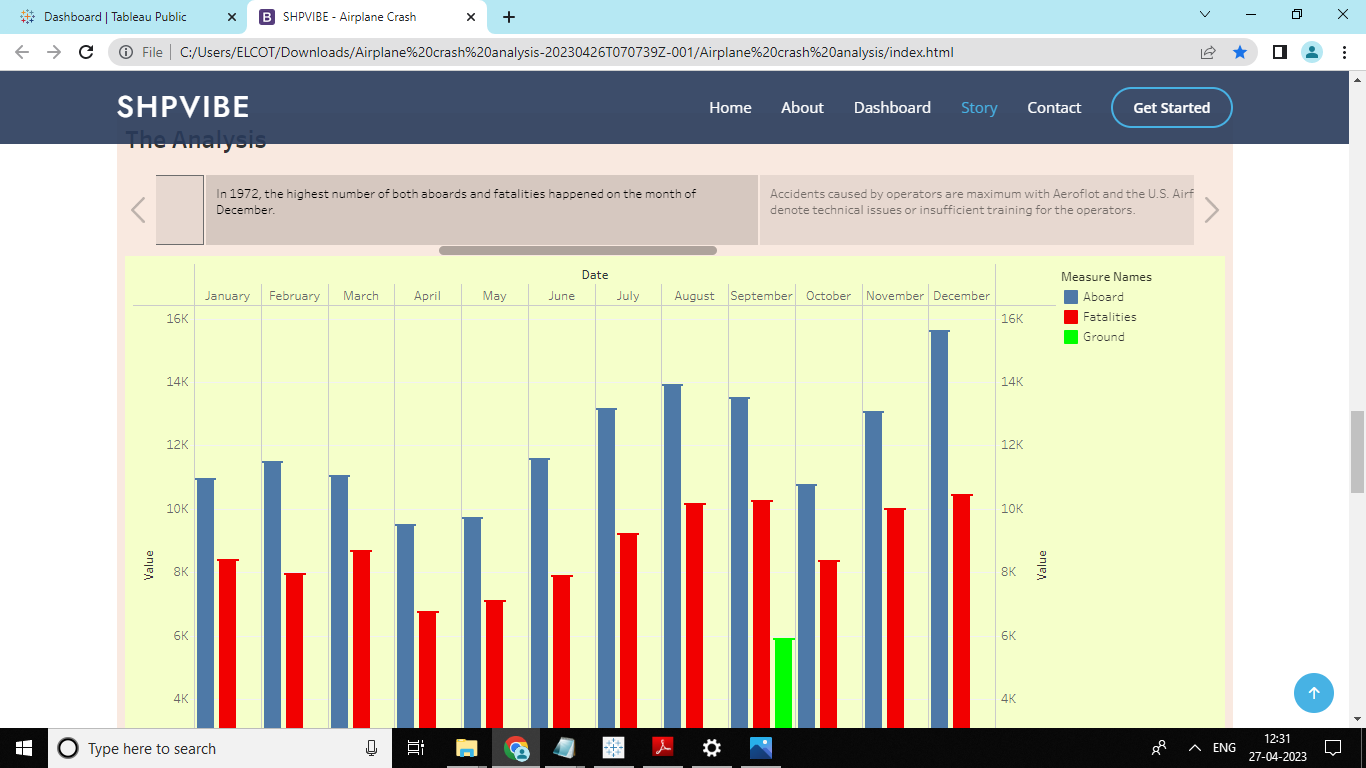 Dashboard | Tableau Public
SHPVIBE - Airplane Crash
File
C:/Users/ELCOT/Downloads/Airplane%20crash%20analysis-20230426T070739Z-001/Airplane%20crash%20analysis/index.html
SHPVIBE
Home About Dashboard Story Contact Get Started
The Analysis
In 1972, the highest number of both aboards and fatalities happened on the month of
December.
Accidents caused by operators are maximum with Aeroflot and the U.S. Airf
denote technical issues or insufficient training for the operators.
Date
January February March April May June July August September October November December
Measure Names
Aboard
Fatalities
Ground
16K 16K
14K 14K
12K 12K
10K 10K
8K 8K
Value Value
6K 6K
4K 4K
Type here to search
ENG
12:31
27-04-2023